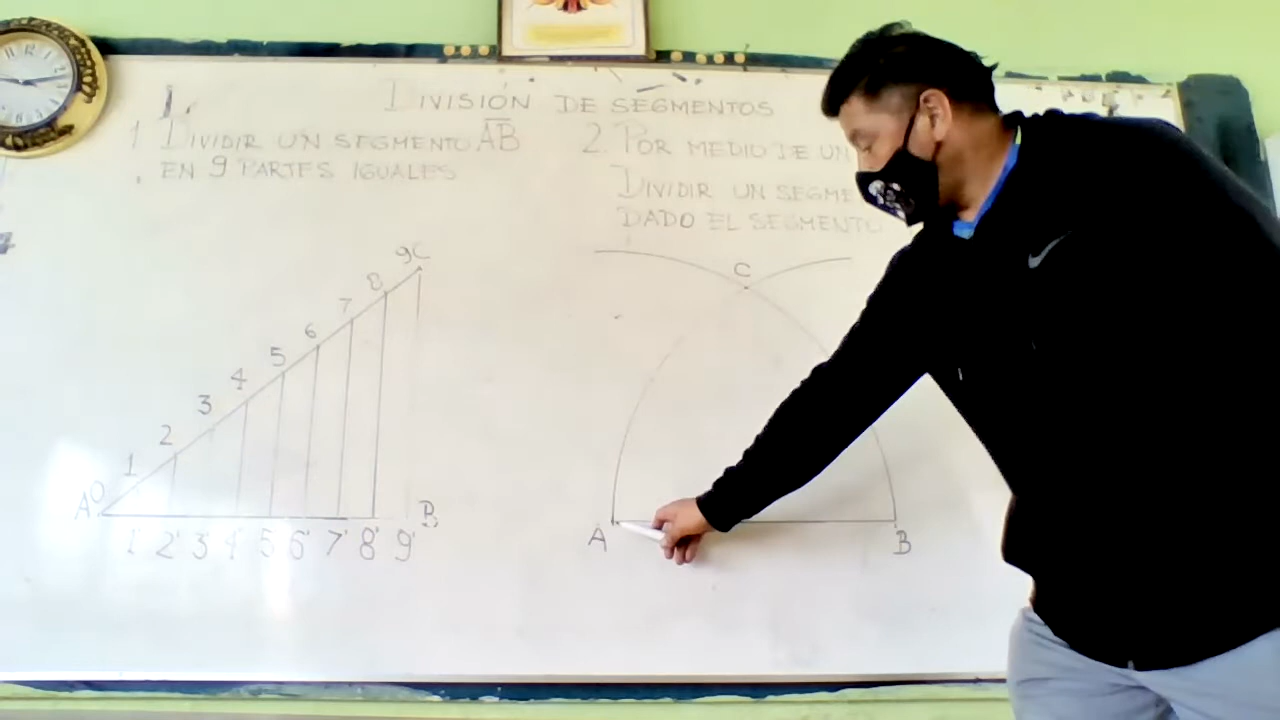 DIVISIÓN DE SEGMENTOS
1. DIVIDIR UN SEGMENTO AB
EN 9 PARTES IGUALES
2. POR MEDIO DE UN
DIVIDIR UN SEGME
DADO EL SEGMENTO
9C
8
7
6
5
4
3
2
1
0
A B
1' 2' 3' 4' 5' 6' 7' 8' 9'
C
A B